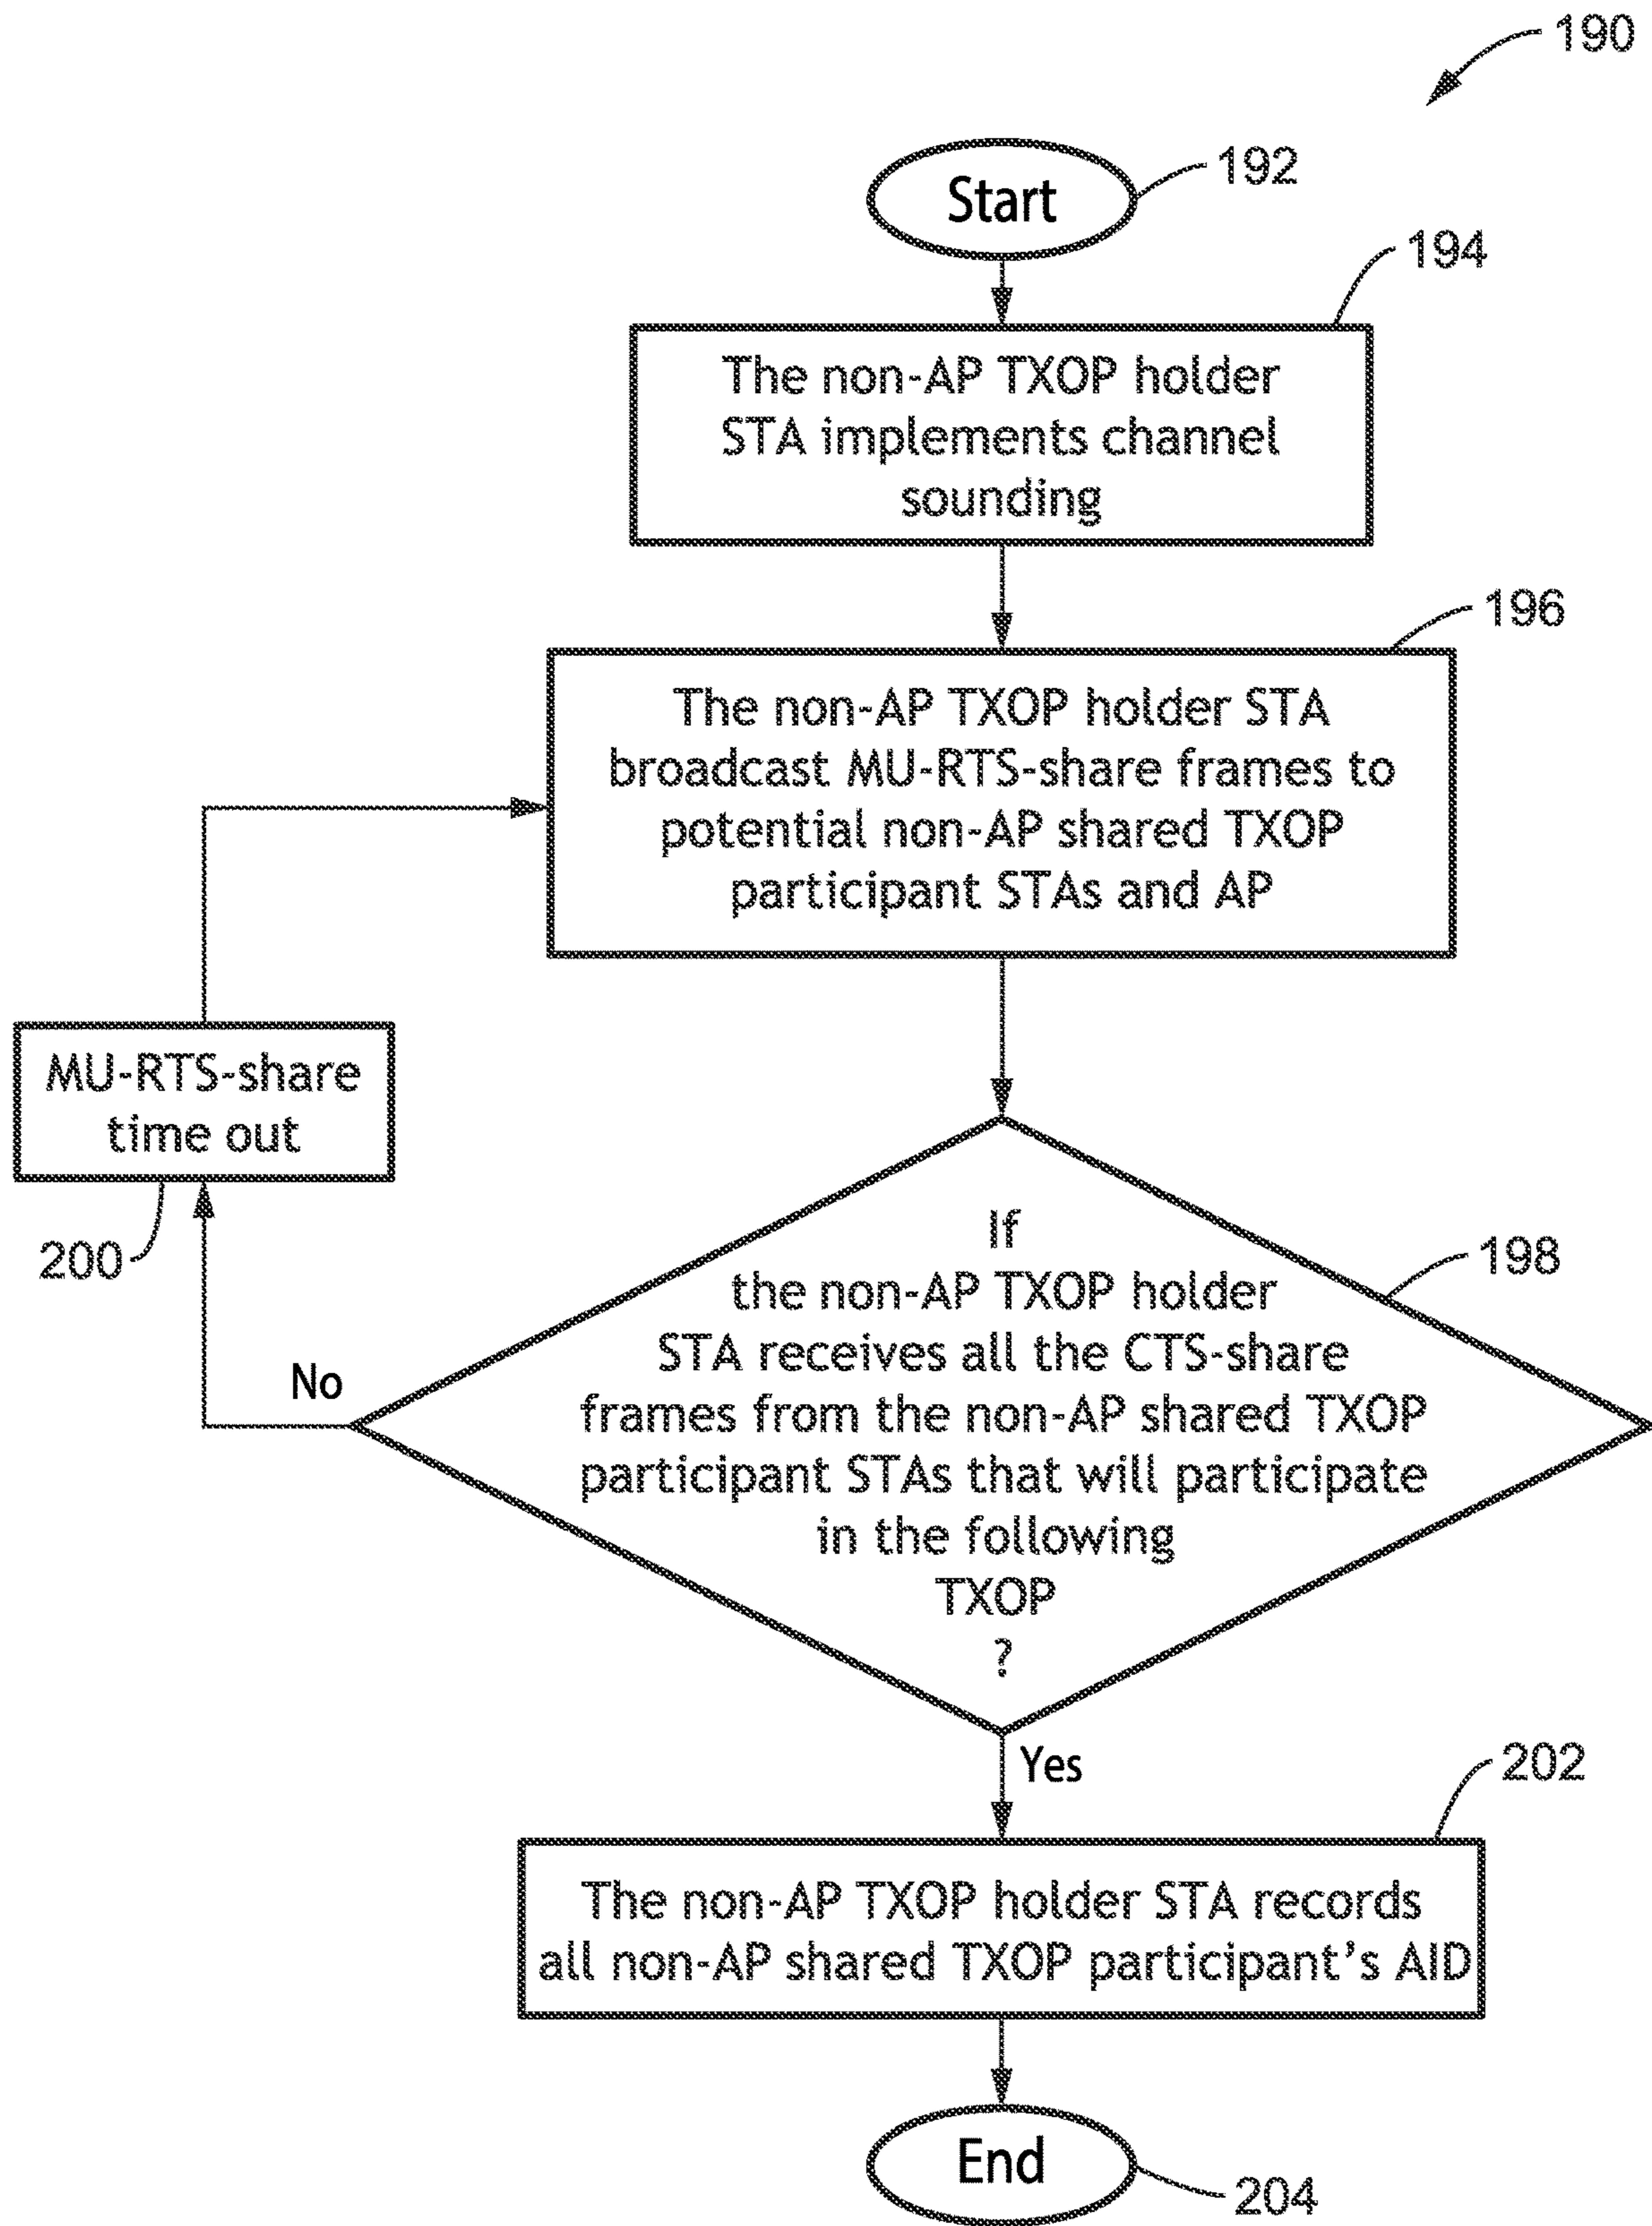 190
Start
192
194
The non-AP TXOP holder
STA implements channel
sounding
196
The non-AP TXOP holder STA
broadcast MU-RTS-share frames to
potential non-AP shared TXOP
participant STAs and AP
MU-RTS-share
time out
200
198
If
the non-AP TXOP holder
STA receives all the CTS-share
frames from the non-AP shared TXOP
participant STAs that will participate
in the following
TXOP
?
No
Yes
202
The non-AP TXOP holder STA records
all non-AP shared TXOP participant's AID
End
204